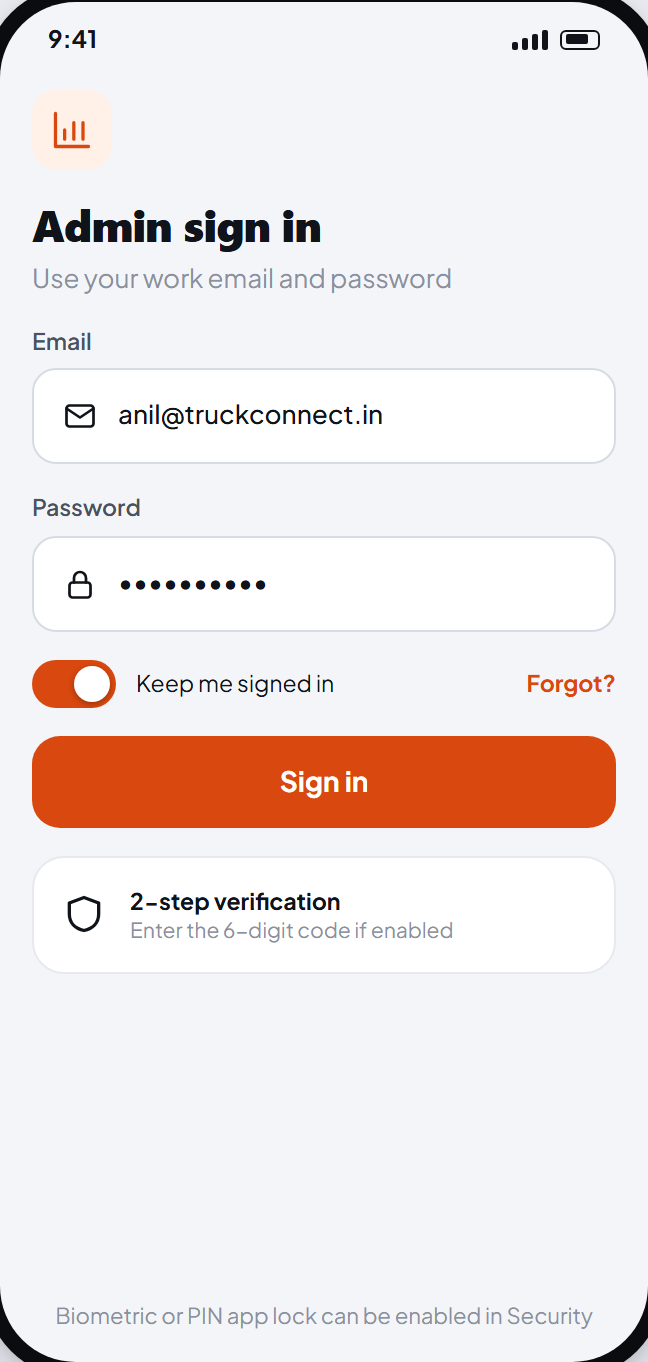 9:41
Admin sign in
Use your work email and password
Email
anil@truckconnect.in
Password
••••••••••
Keep me signed in
Forgot?
Sign in
2-step verification
Enter the 6-digit code if enabled
Biometric or PIN app lock can be enabled in Security